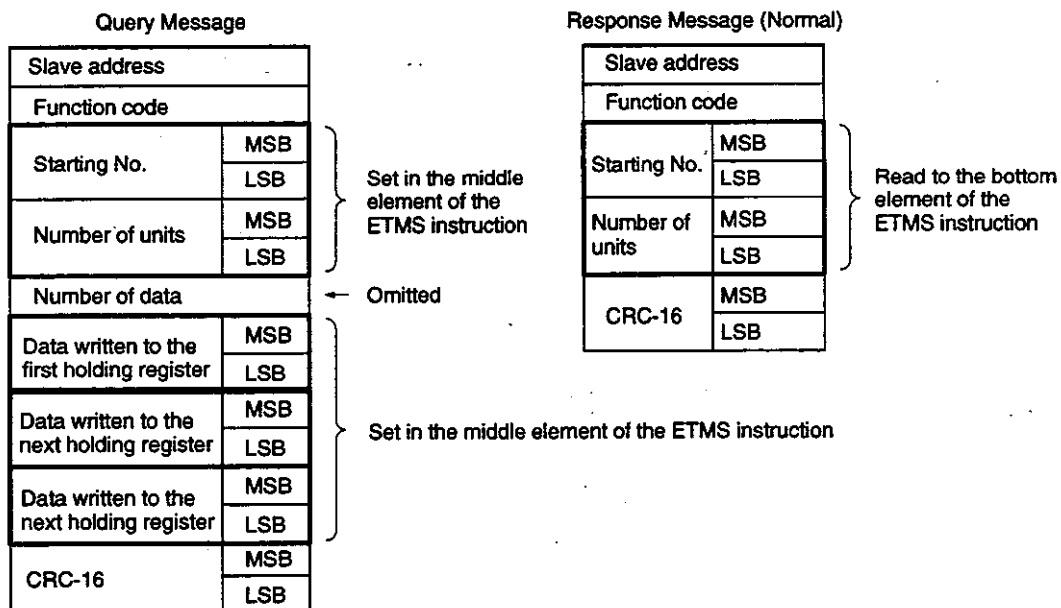 Query Message
Slave address
Function code
Starting No.
MSB
LSB
Number of units
MSB
LSB
Set in the middle
element of the
ETMS instruction
Number of data
← Omitted
Data written to the
first holding register
MSB
LSB
Data written to the
next holding register
MSB
LSB
Data written to the
next holding register
MSB
LSB
Set in the middle element of the ETMS instruction
CRC-16
MSB
LSB
Response Message (Normal)
Slave address
Function code
Starting No.
MSB
LSB
Number of
units
MSB
LSB
Read to the bottom
element of the
ETMS instruction
CRC-16
MSB
LSB